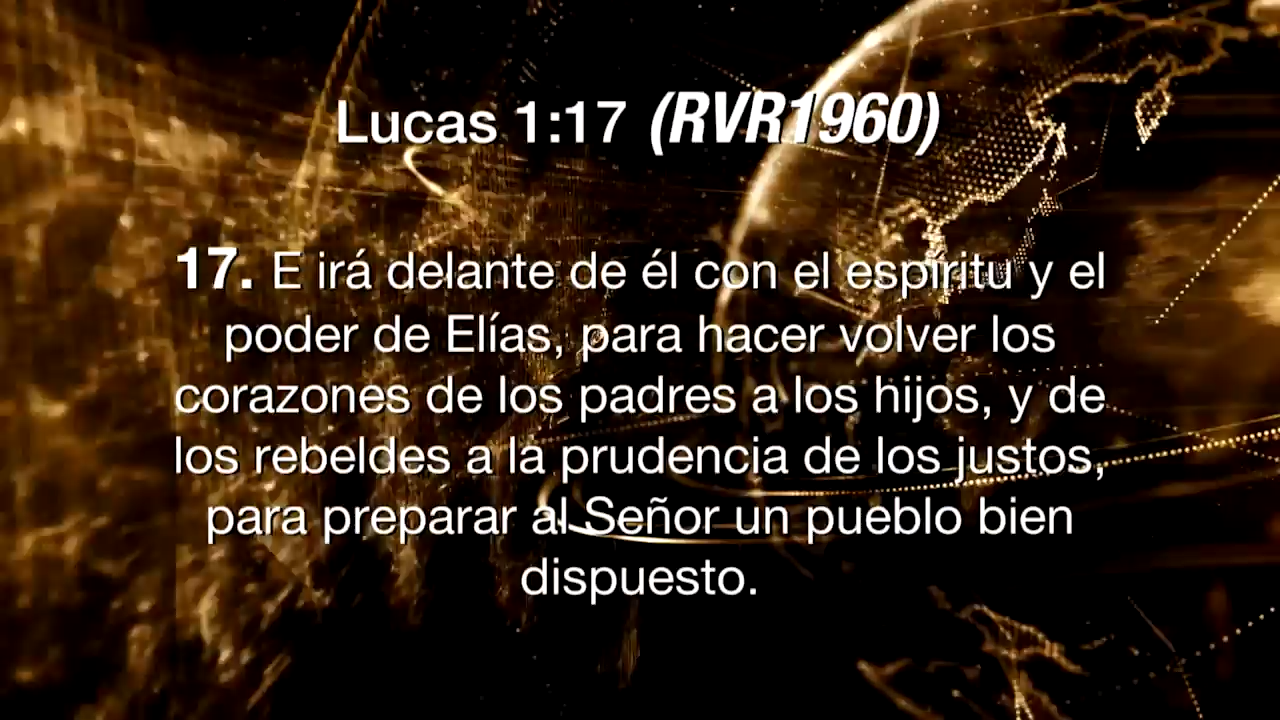 Lucas 1:17 (RVR1960)
17. E irá delante de él con el espíritu y el
poder de Elías, para hacer volver los
corazones de los padres a los hijos, y de
los rebeldes a la prudencia de los justos,
para preparar al Señor un pueblo bien
dispuesto.